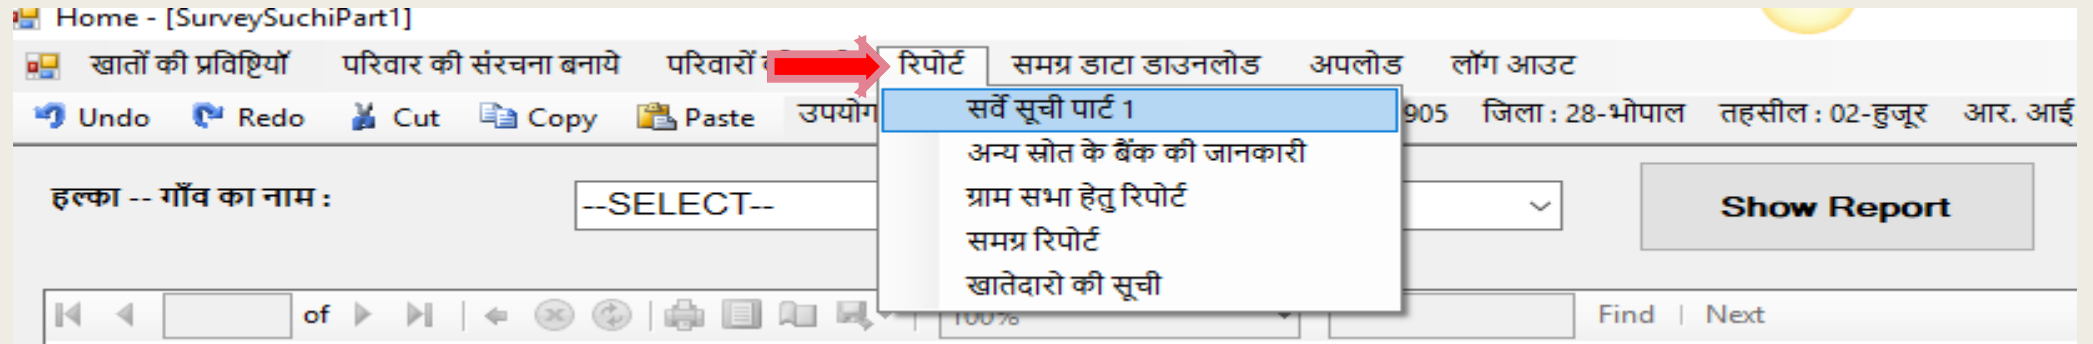 Home - [SurveySuchiPart1]
खातों की प्रविष्टियॉ परिवार की संरचना बनाये परिवारों रिपोर्ट समग्र डाटा डाउनलोड अपलोड लॉग आउट
Undo Redo Cut Copy Paste 905 जिला : 28-भोपाल तहसील : 02-हुजूर आर. आई
सर्वे सूची पार्ट 1
अन्य स्रोत के बैंक की जानकारी
ग्राम सभा हेतु रिपोर्ट
समग्र रिपोर्ट
खातेदारो की सूची
हल्का -- गाँव का नाम : --SELECT-- Show Report
of 100% Find | Next